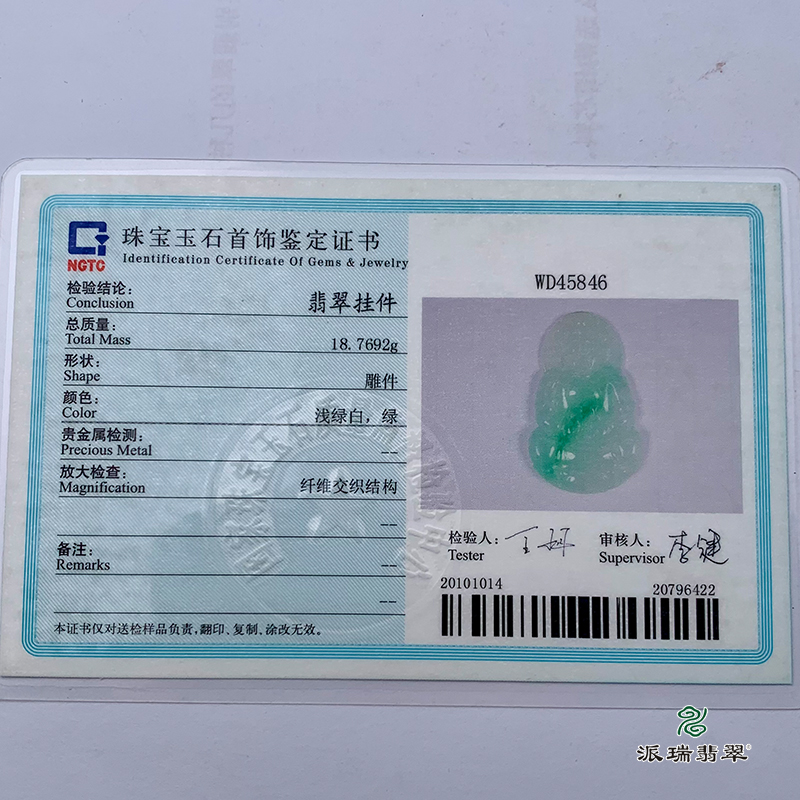 NGTC
珠宝玉石首饰鉴定证书
Identification Certificate Of Gems & Jewelry
检验结论: 翡翠挂件
Conclusion
总质量: 18.7692g
Total Mass
形状: 雕件
Shape
颜色: 浅绿白，绿
Color
贵金属检测: --
Precious Metal
放大检查: 纤维交织结构
Magnification
--
备注: --
Remarks
--
本证书仅对送检样品负责，翻印、复制、涂改无效。
WD45846
检验人:
Tester
审核人: 李健
Supervisor
20101014
20796422
派瑞翡翠